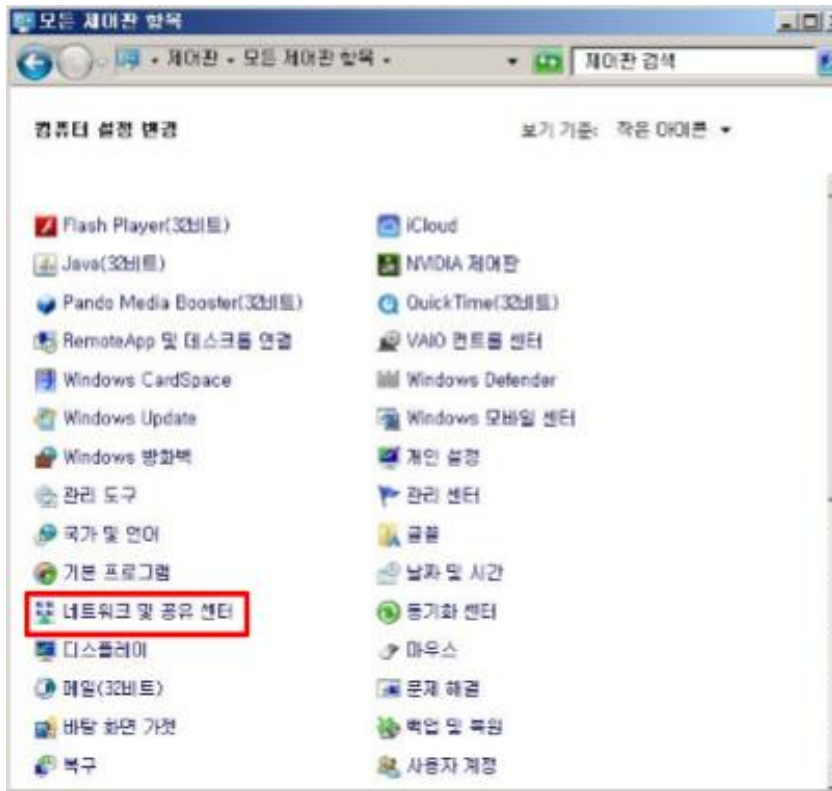 모든 제어판 항목
제어판 모든 제어판 항목
제어판 검색
컴퓨터 설정 변경
보기 기준: 작은 아이콘
Flash Player(32비트)
iCloud
Java(32비트)
NVIDIA 제어판
Pando Media Booster(32비트)
QuickTime(32비트)
RemoteApp 및 데스크톱 연결
VAIO 컨트롤 센터
Windows CardSpace
Windows Defender
Windows Update
Windows 모바일 센터
Windows 방화벽
개인 설정
관리 도구
관리 센터
국가 및 언어
글꼴
기본 프로그램
날짜 및 시간
네트워크 및 공유 센터
동기화 센터
디스플레이
마우스
메일(32비트)
문제 해결
바탕 화면 가젯
백업 및 복원
복구
사용자 계정